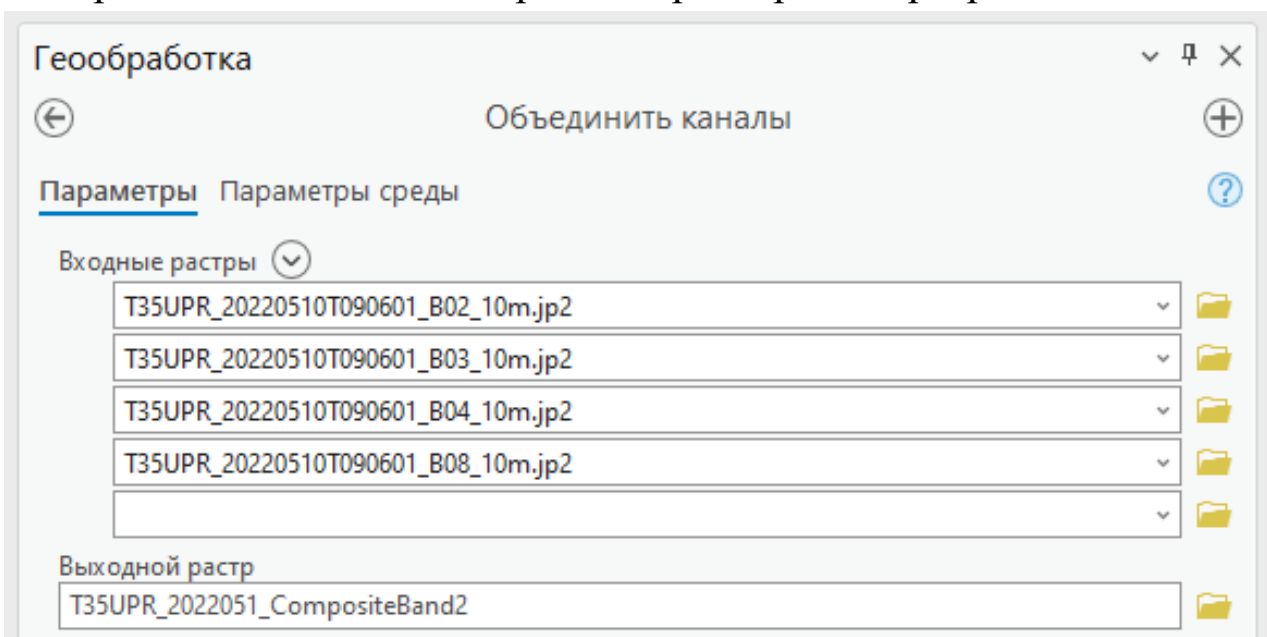 Геообработка
Объединить каналы
Параметры Параметры среды
Входные растры
T35UPR_20220510T090601_B02_10m.jp2
T35UPR_20220510T090601_B03_10m.jp2
T35UPR_20220510T090601_B04_10m.jp2
T35UPR_20220510T090601_B08_10m.jp2
Выходной растр
T35UPR_2022051_CompositeBand2